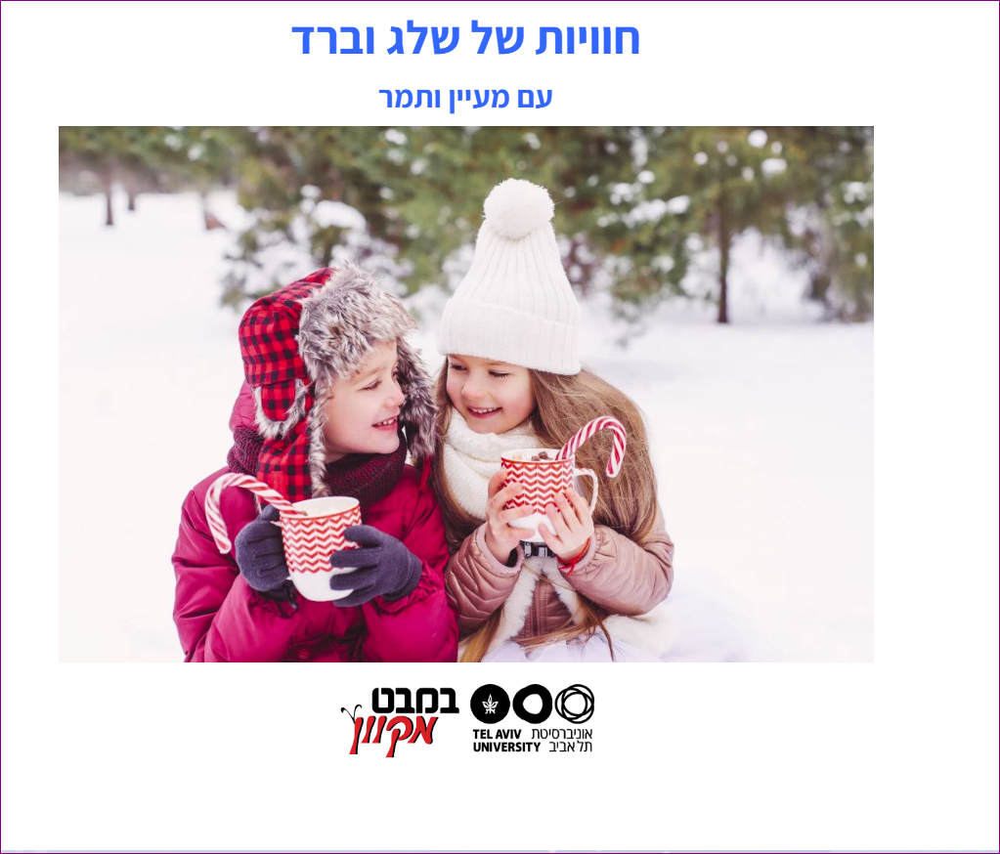 חוויות של שלג וברד
עם מעיין ותמר
במבט
מקוון
אוניברסיטת TEL AVIV
תל אביב UNIVERSITY